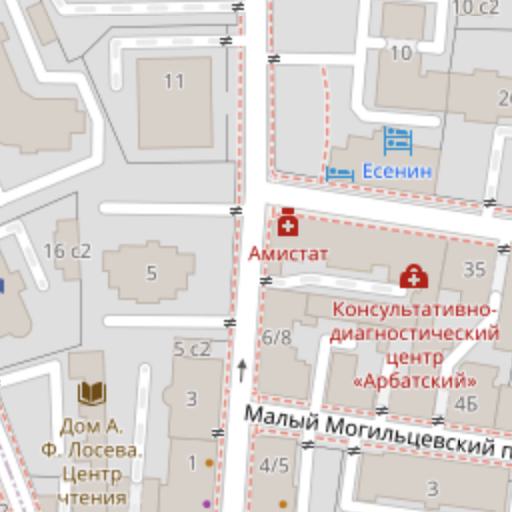 10 с2
11
10
Есенин
16 с2
5
Амистат
35
Консультативно-
диагностический
центр
«Арбатский»
6/8
5 с2
3
4Б
Малый Могильцевский п
Дом А.
Ф. Лосева.
Центр
чтения
1
4/5
3